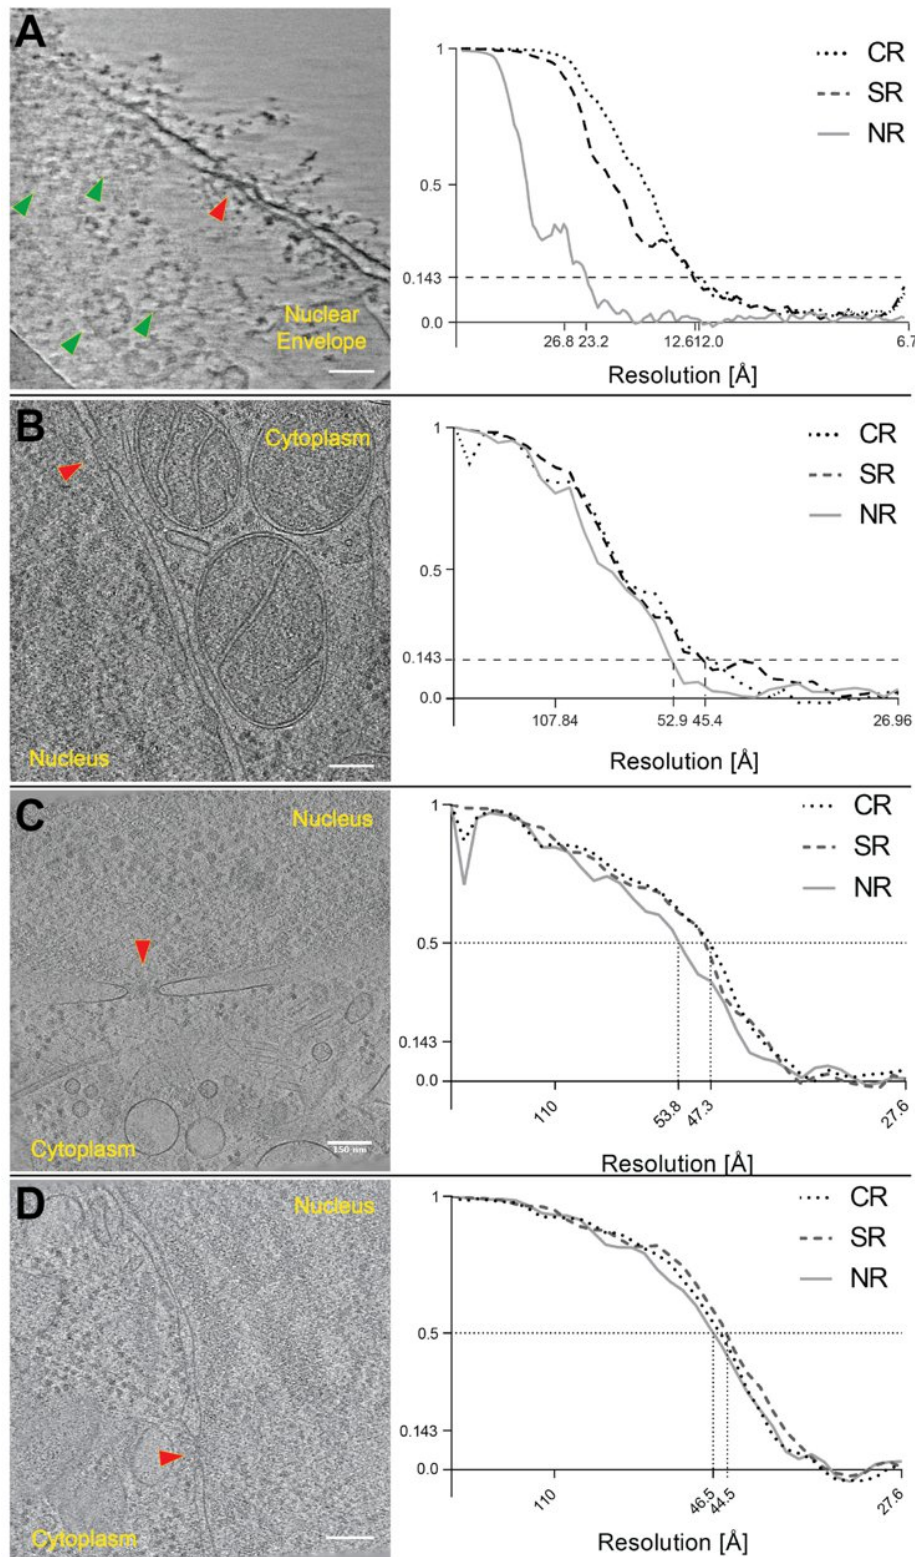 A
Nuclear
Envelope
1
0.5
0.143
0.0
26.8 23.2
12.612.0
6.7
Resolution [Å]
CR
SR
NR
B
Cytoplasm
Nucleus
1
0.5
0.143
0.0
107.84
52.9 45.4
26.96
Resolution [Å]
CR
SR
NR
C
Nucleus
Cytoplasm
150 nm
1
0.5
0.143
0.0
110
53.8
47.3
27.6
Resolution [Å]
CR
SR
NR
D
Nucleus
Cytoplasm
1
0.5
0.143
0.0
110
46.5
44.5
27.6
Resolution [Å]
CR
SR
NR